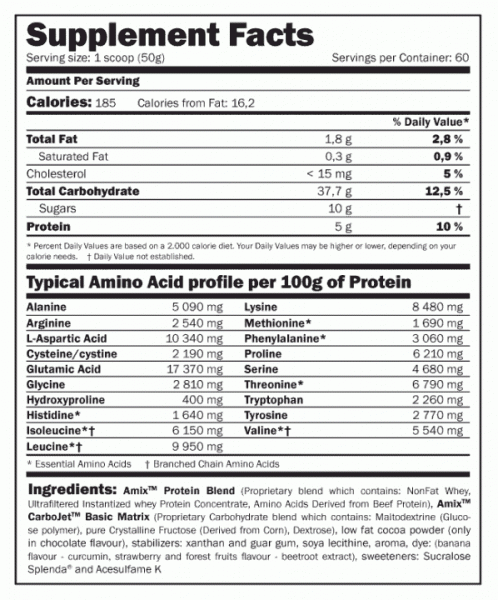 Supplement Facts
Serving size: 1 scoop (50g) Servings per Container: 60
Amount Per Serving
Calories: 185 Calories from Fat: 16,2
% Daily Value*
Total Fat 1,8 g 2,8 %
Saturated Fat 0,3 g 0,9 %
Cholesterol < 15 mg 5 %
Total Carbohydrate 37,7 g 12,5 %
Sugars 10 g †
Protein 5 g 10 %
* Percent Daily Values are based on a 2.000 calorie diet. Your Daily Values may be higher or lower, depending on your
calorie needs. † Daily Value not established.
Typical Amino Acid profile per 100g of Protein
Alanine 5 090 mg Lysine 8 480 mg
Arginine 2 540 mg Methionine* 1 690 mg
L-Aspartic Acid 10 340 mg Phenylalanine* 3 060 mg
Cysteine/cystine 2 190 mg Proline 6 210 mg
Glutamic Acid 17 370 mg Serine 4 680 mg
Glycine 2 810 mg Threonine* 6 790 mg
Hydroxyproline 400 mg Tryptophan 2 260 mg
Histidine* 1 640 mg Tyrosine 2 770 mg
Isoleucine*† 6 150 mg Valine*† 5 540 mg
Leucine*† 9 950 mg
* Essential Amino Acids † Branched Chain Amino Acids
Ingredients: Amix™ Protein Blend (Proprietary blend which contains: NonFat Whey,
Ultrafiltered Instantized whey Protein Concentrate, Amino Acids Derived from Beef Protein), Amix™
CarboJet™ Basic Matrix (Proprietary Carbohydrate blend which contains: Maltodextrine (Gluco-
se polymer), pure Crystalline Fructose (Derived from Corn), Dextrose), low fat cocoa powder (only
in chocolate flavour), stabilizers: xanthan and guar gum, soya lecithine, aroma, dye: (banana
flavour - curcumin, strawberry and forest fruits flavour - beetroot extract), sweeteners: Sucralose
Splenda® and Acesulfame K